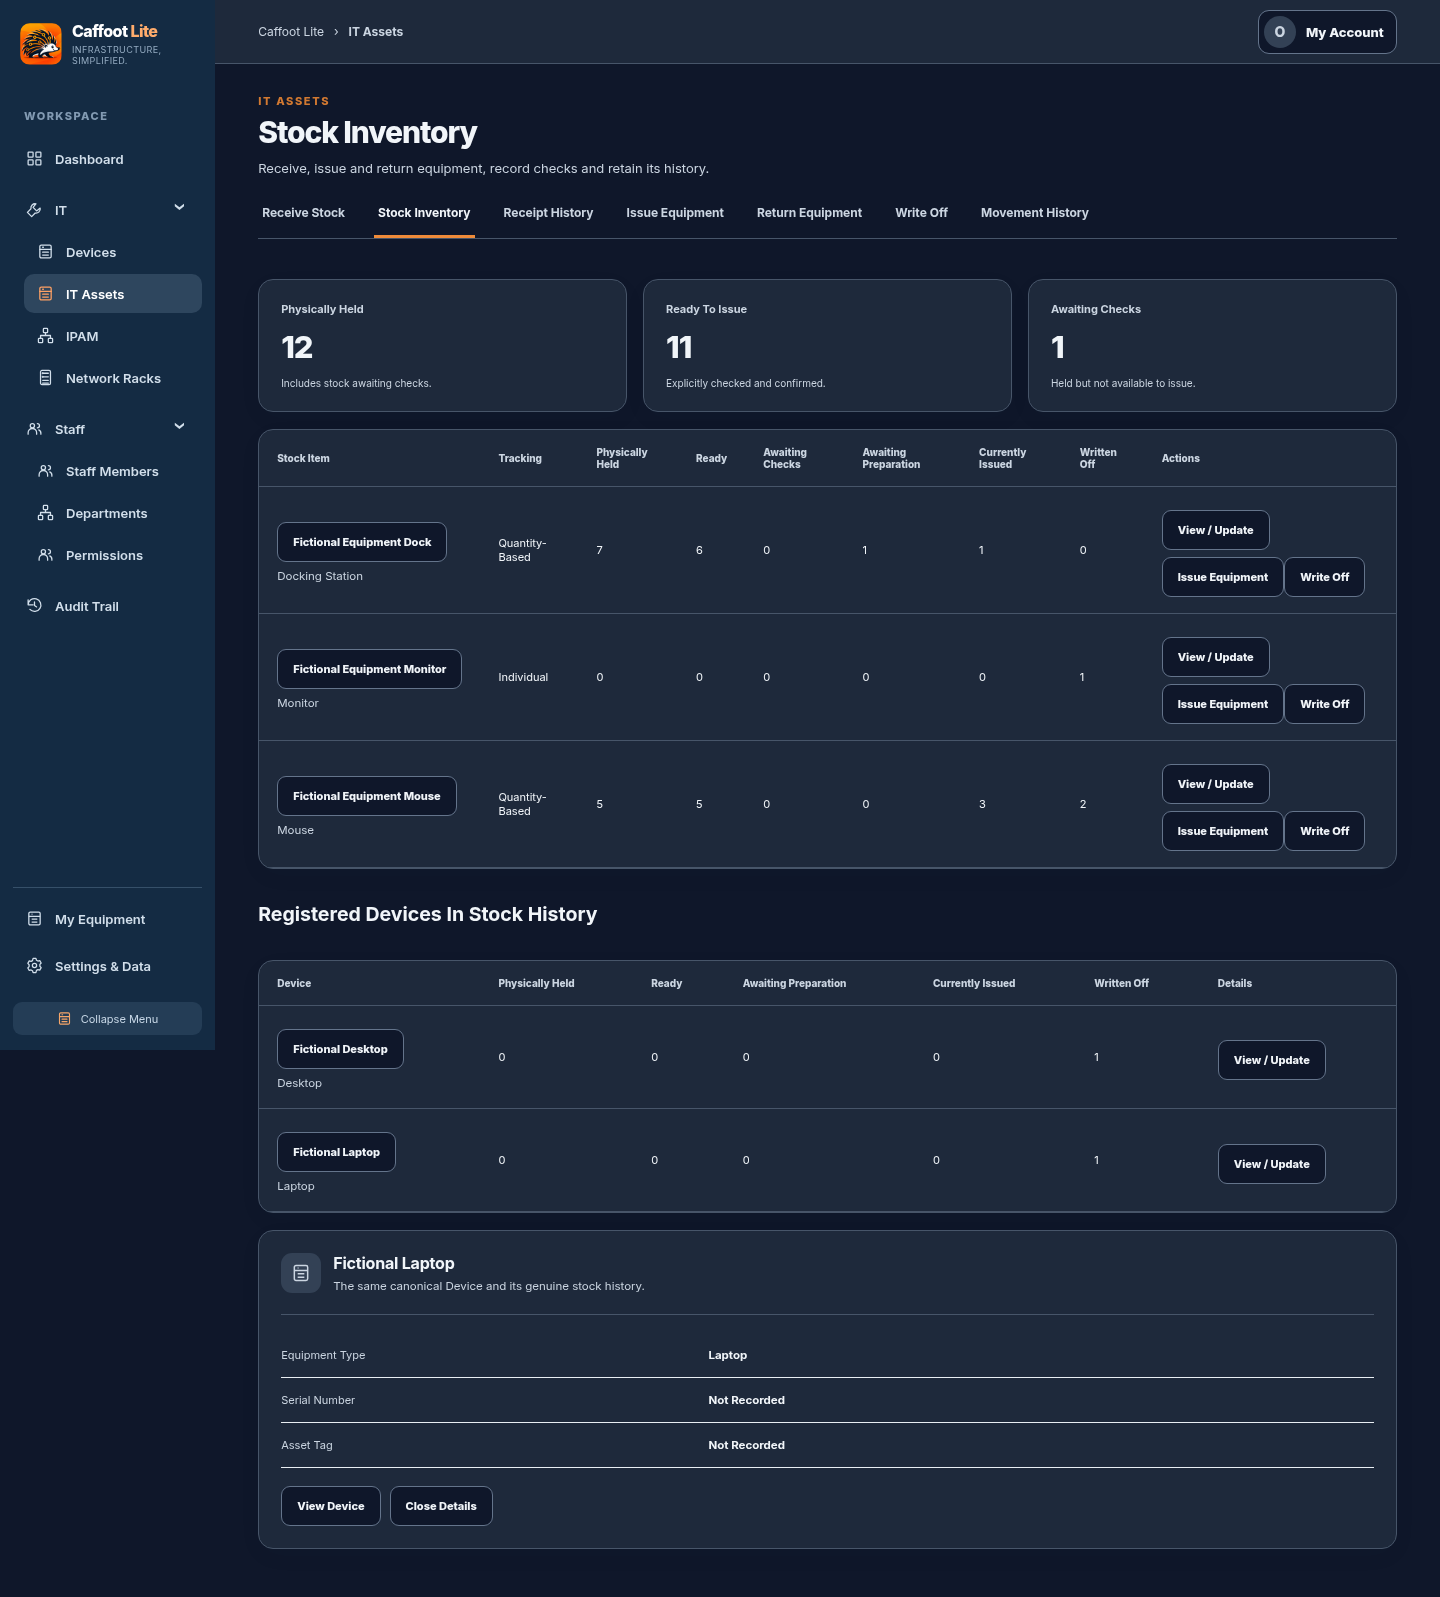 Caffoot Lite
INFRASTRUCTURE,
SIMPLIFIED.
WORKSPACE
Dashboard
IT
Devices
IT Assets
IPAM
Network Racks
Staff
Staff Members
Departments
Permissions
Audit Trail
My Equipment
Settings & Data
Collapse Menu
Caffoot Lite › IT Assets
O My Account
IT ASSETS
Stock Inventory
Receive, issue and return equipment, record checks and retain its history.
Receive Stock Stock Inventory Receipt History Issue Equipment Return Equipment Write Off Movement History
Physically Held
12
Includes stock awaiting checks.
Ready To Issue
11
Explicitly checked and confirmed.
Awaiting Checks
1
Held but not available to issue.
Stock Item Tracking Physically Held Ready Awaiting Checks Awaiting Preparation Currently Issued Written Off Actions
Fictional Equipment Dock
Docking Station
Quantity-Based
7 6 0 1 1 0
View / Update
Issue Equipment Write Off
Fictional Equipment Monitor
Monitor
Individual
0 0 0 0 0 1
View / Update
Issue Equipment Write Off
Fictional Equipment Mouse
Mouse
Quantity-Based
5 5 0 0 3 2
View / Update
Issue Equipment Write Off
Registered Devices In Stock History
Device Physically Held Ready Awaiting Preparation Currently Issued Written Off Details
Fictional Desktop
Desktop
0 0 0 0 1
View / Update
Fictional Laptop
Laptop
0 0 0 0 1
View / Update
Fictional Laptop
The same canonical Device and its genuine stock history.
Equipment Type Laptop
Serial Number Not Recorded
Asset Tag Not Recorded
View Device Close Details